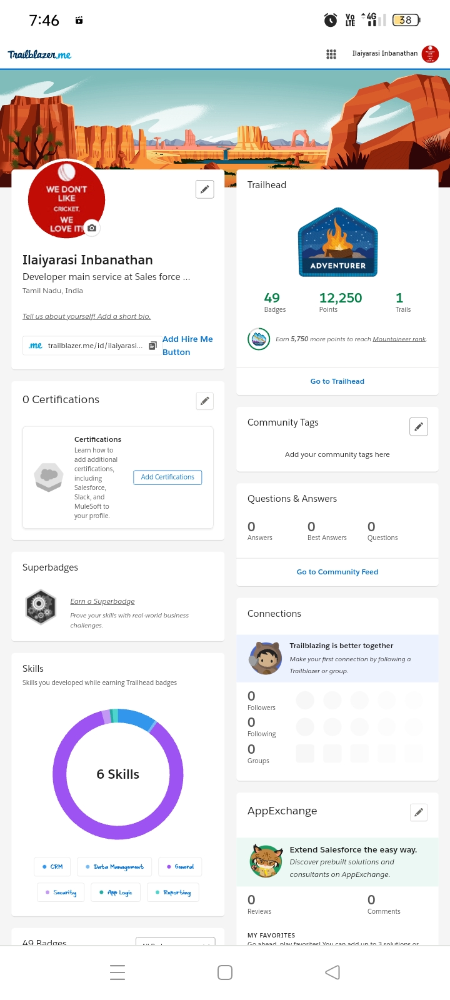 7:46
Vo
LTE
4G
38
Trailblazer.me
Ilaiyarasi Inbanathan
WE DON'T
LIKE
CRICKET,
WE
LOVE IT!
Ilaiyarasi Inbanathan
Developer main service at Sales force ...
Tamil Nadu, India
Tell us about yourself! Add a short bio.
.me trailblazer.me/id/ilaiyarasi...
Add Hire Me
Button
0 Certifications
Certifications
Learn how to
add additional
certifications,
including
Salesforce,
Slack, and
MuleSoft to
your profile.
Add Certifications
Superbadges
Earn a Superbadge
Prove your skills with real-world business
challenges.
Skills
Skills you developed while earning Trailhead badges
6 Skills
CRM
Data Management
General
Security
App Logic
Reporting
49 Badges
Trailhead
ADVENTURER
49
Badges
12,250
Points
1
Trails
Earn 5,750 more points to reach Mountaineer rank.
Go to Trailhead
Community Tags
Add your community tags here
Questions & Answers
0
Answers
0
Best Answers
0
Questions
Go to Community Feed
Connections
Trailblazing is better together
Make your first connection by following a
Trailblazer or group.
0
Followers
0
Following
0
Groups
AppExchange
Extend Salesforce the easy way.
Discover prebuilt solutions and
consultants on AppExchange.
0
Reviews
0
Comments
MY FAVORITES
Go ahead, play favorites! You can add up to 3 solutions or